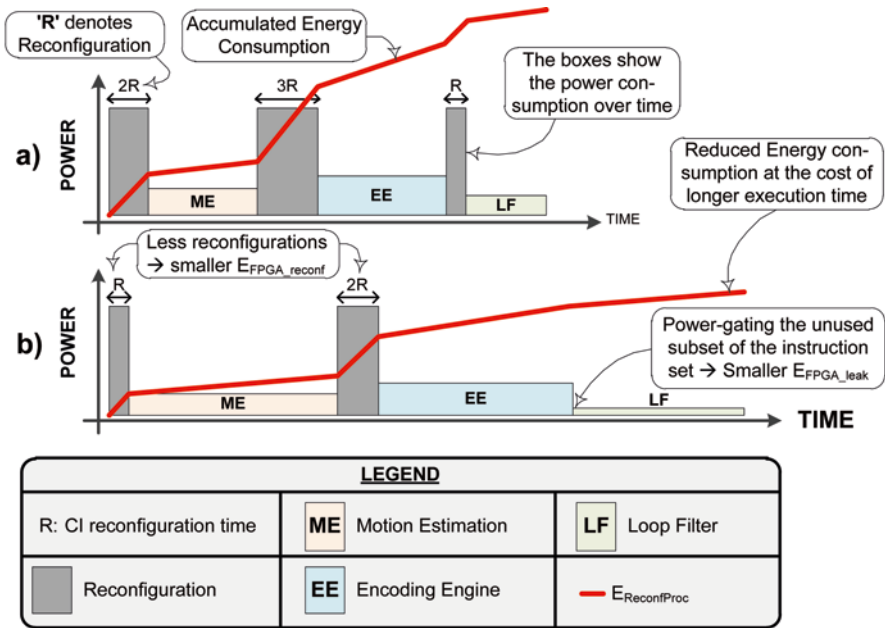 'R' denotes
Reconfiguration
Accumulated Energy
Consumption
The boxes show
the power con-
sumption over time
Reduced Energy con-
sumption at the cost of
longer execution time
a)
POWER
2R
3R
R
ME
EE
LF
TIME
Less reconfigurations
→ smaller EFPGA_reconf
b)
POWER
R
2R
Power-gating the unused
subset of the instruction
set → Smaller EFPGA_leak
ME
EE
LF
TIME
LEGEND
R: CI reconfiguration time
ME Motion Estimation
LF Loop Filter
Reconfiguration
EE Encoding Engine
EReconfProc